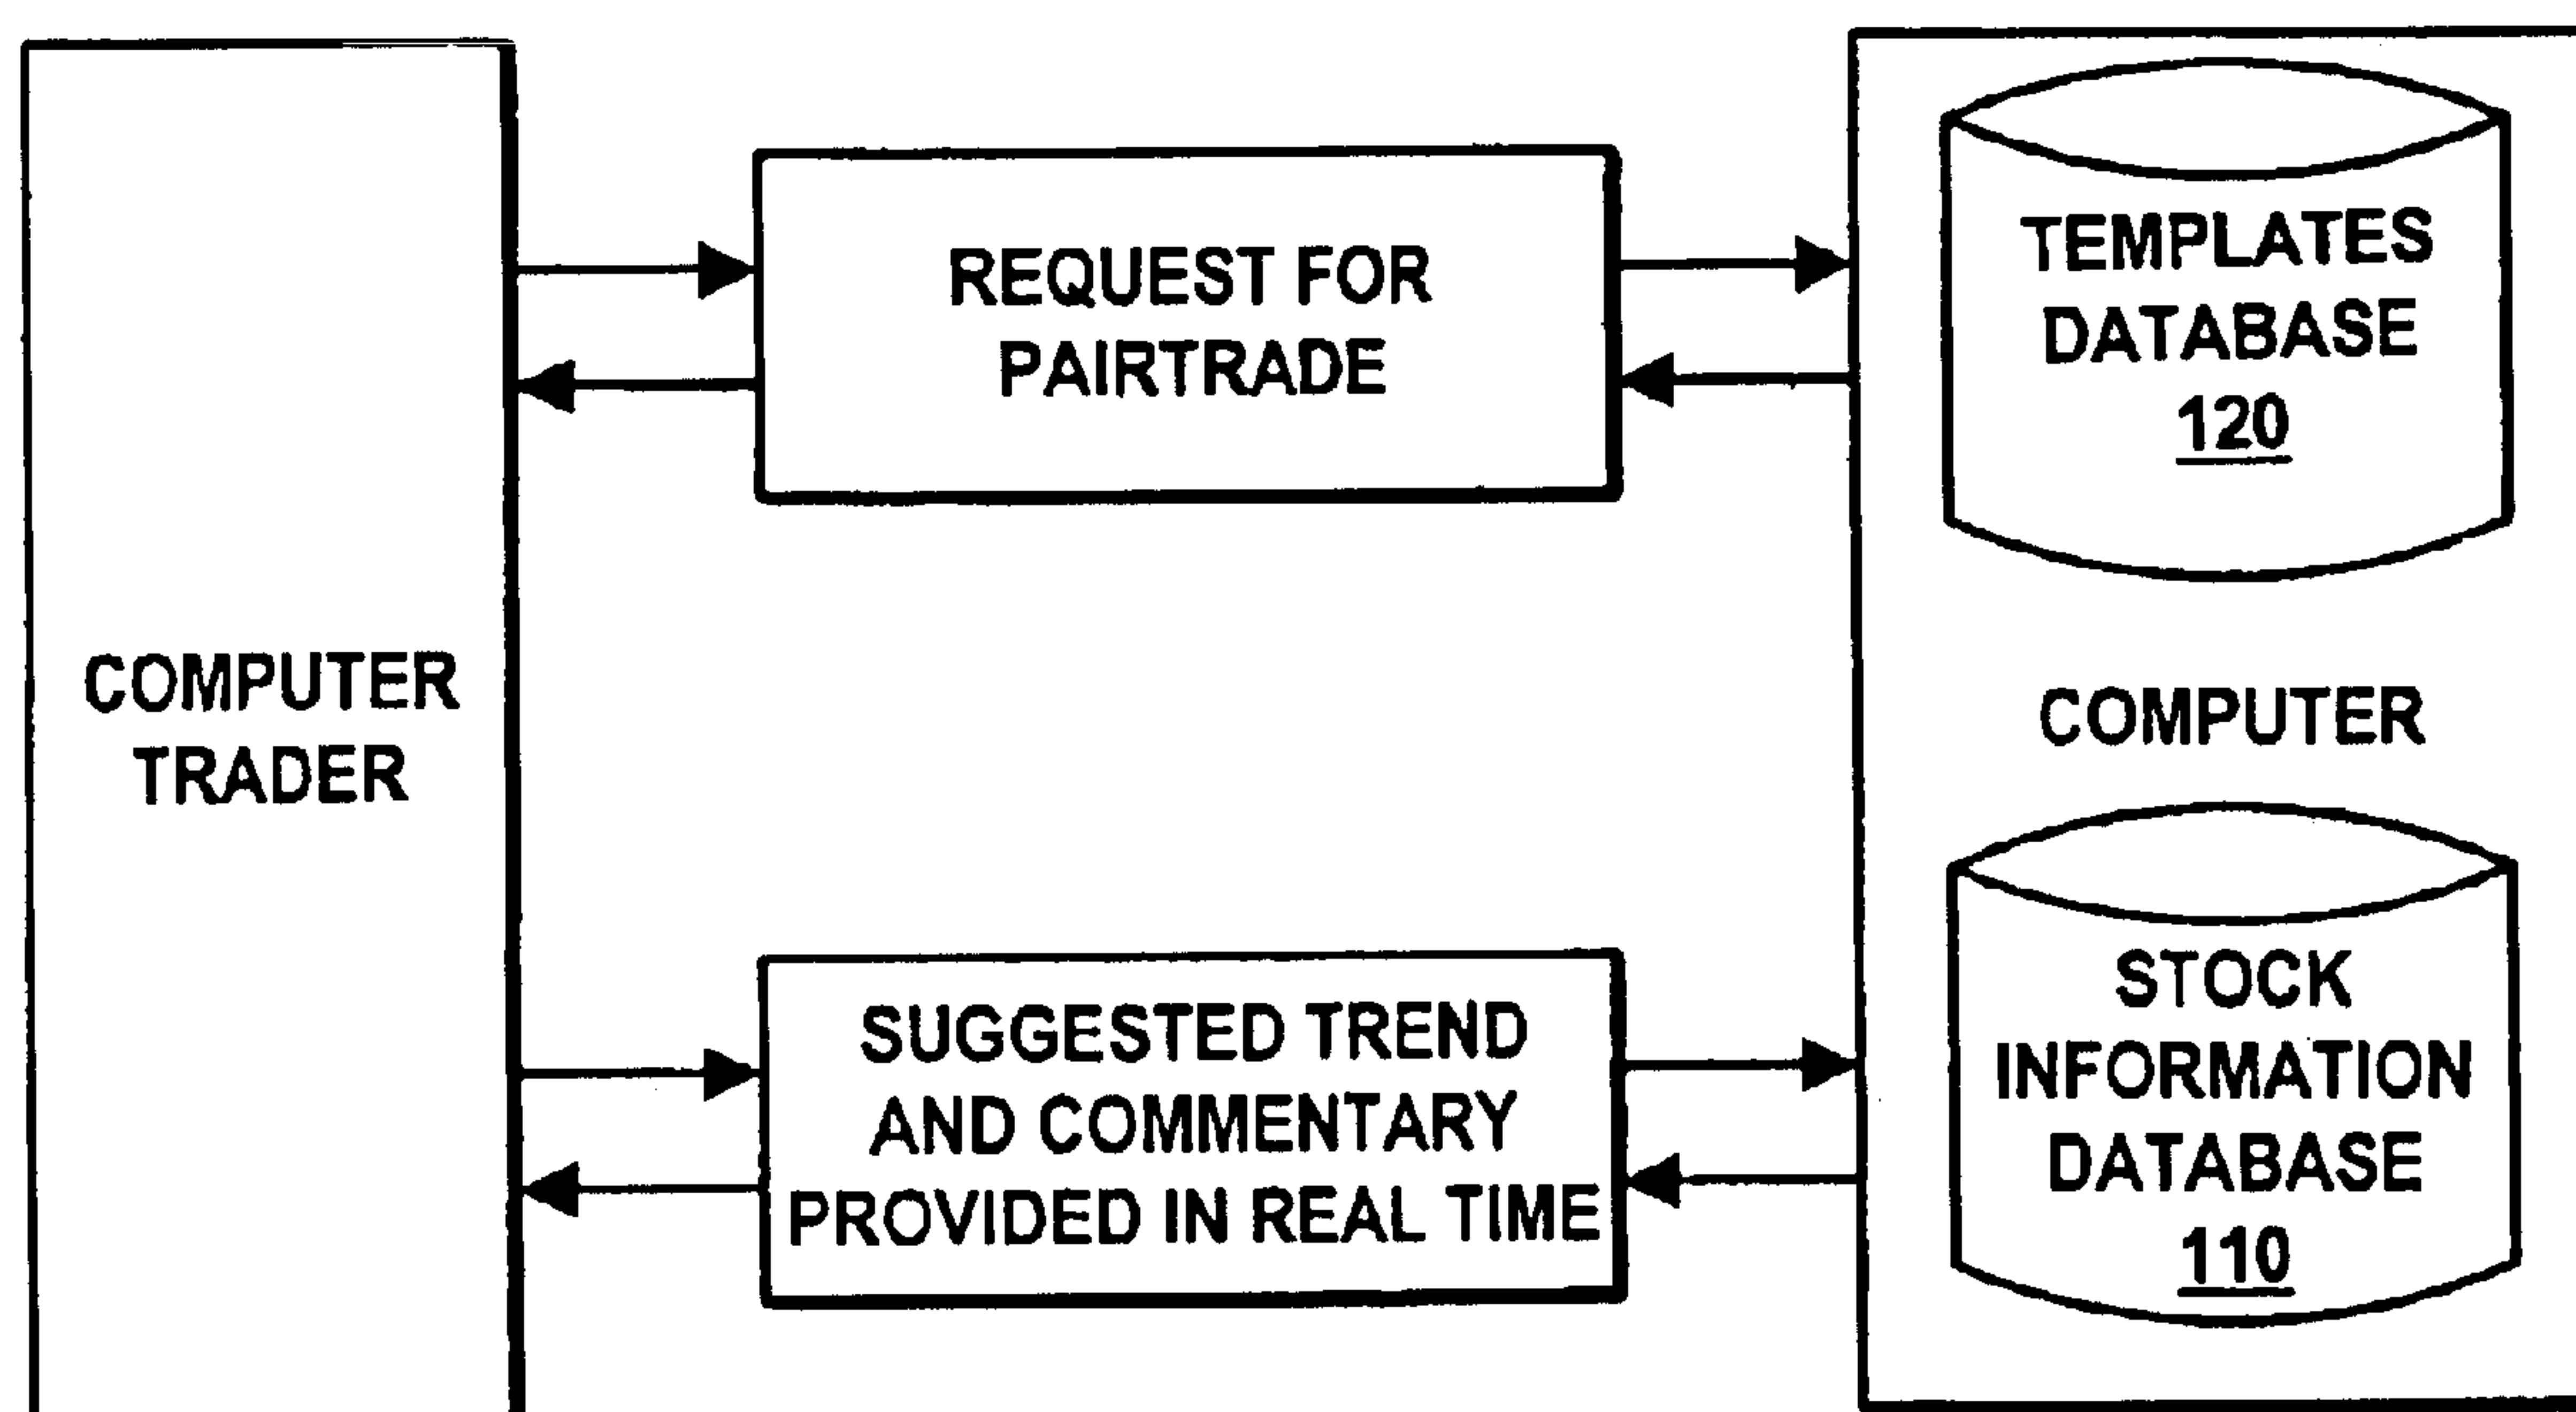 COMPUTER
TRADER
REQUEST FOR
PAIRTRADE
SUGGESTED TREND
AND COMMENTARY
PROVIDED IN REAL TIME
TEMPLATES
DATABASE
120
COMPUTER
STOCK
INFORMATION
DATABASE
110